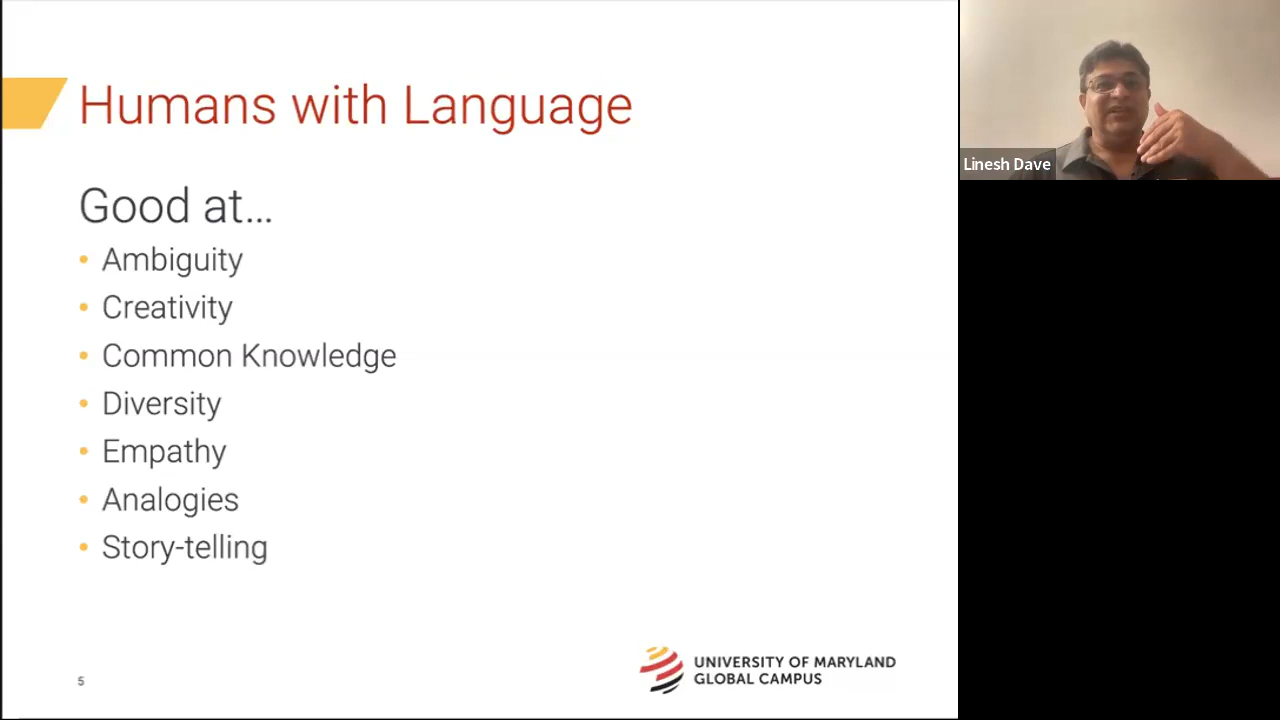 Humans with Language
Good at...
• Ambiguity
• Creativity
• Common Knowledge
• Diversity
• Empathy
• Analogies
• Story-telling
5
UNIVERSITY OF MARYLAND
GLOBAL CAMPUS
Linesh Dave